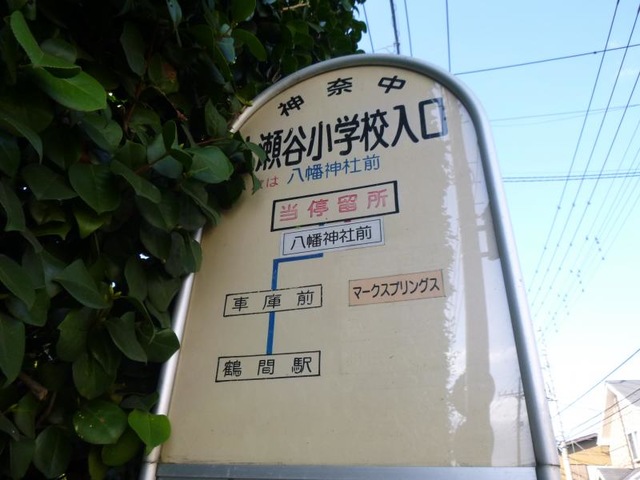 神奈中
瀬谷小学校入口
は 八幡神社前
当停留所
八幡神社前
車庫前
マークスプリングス
鶴間駅